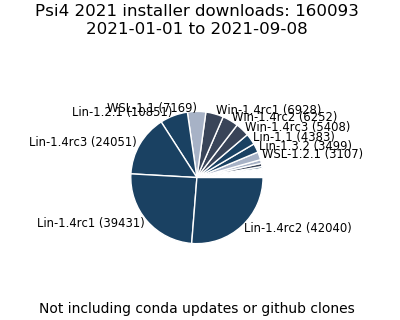 Psi4 2021 installer downloads: 160093
2021-01-01 to 2021-09-08
WSL-1.1 (7169)
Win-1.4rc1 (6928)
Lin-1.2.1 (10851)
Win-1.4rc2 (6252)
Win-1.4rc3 (5408)
Lin-1.1 (4383)
Lin-1.4rc3 (24051)
Lin-1.3.2 (3499)
WSL-1.2.1 (3107)
Lin-1.4rc1 (39431)
Lin-1.4rc2 (42040)
Not including conda updates or github clones